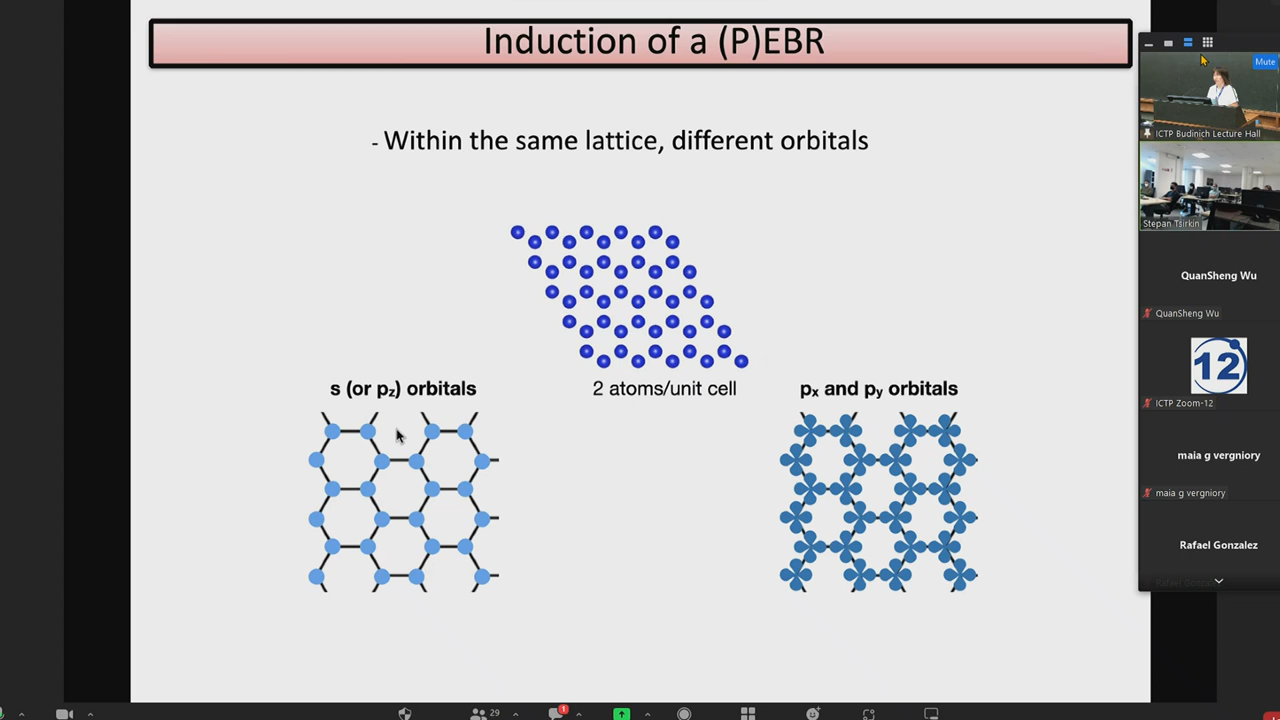 Induction of a (P)EBR
- Within the same lattice, different orbitals
s (or pz) orbitals
2 atoms/unit cell
px and py orbitals
Mute
ICTP Budinich Lecture Hall
Stepan Tsirkin
QuanSheng Wu
QuanSheng Wu
12
ICTP Zoom-12
maia g vergniory
maia g vergniory
Rafael Gonzalez
29
1